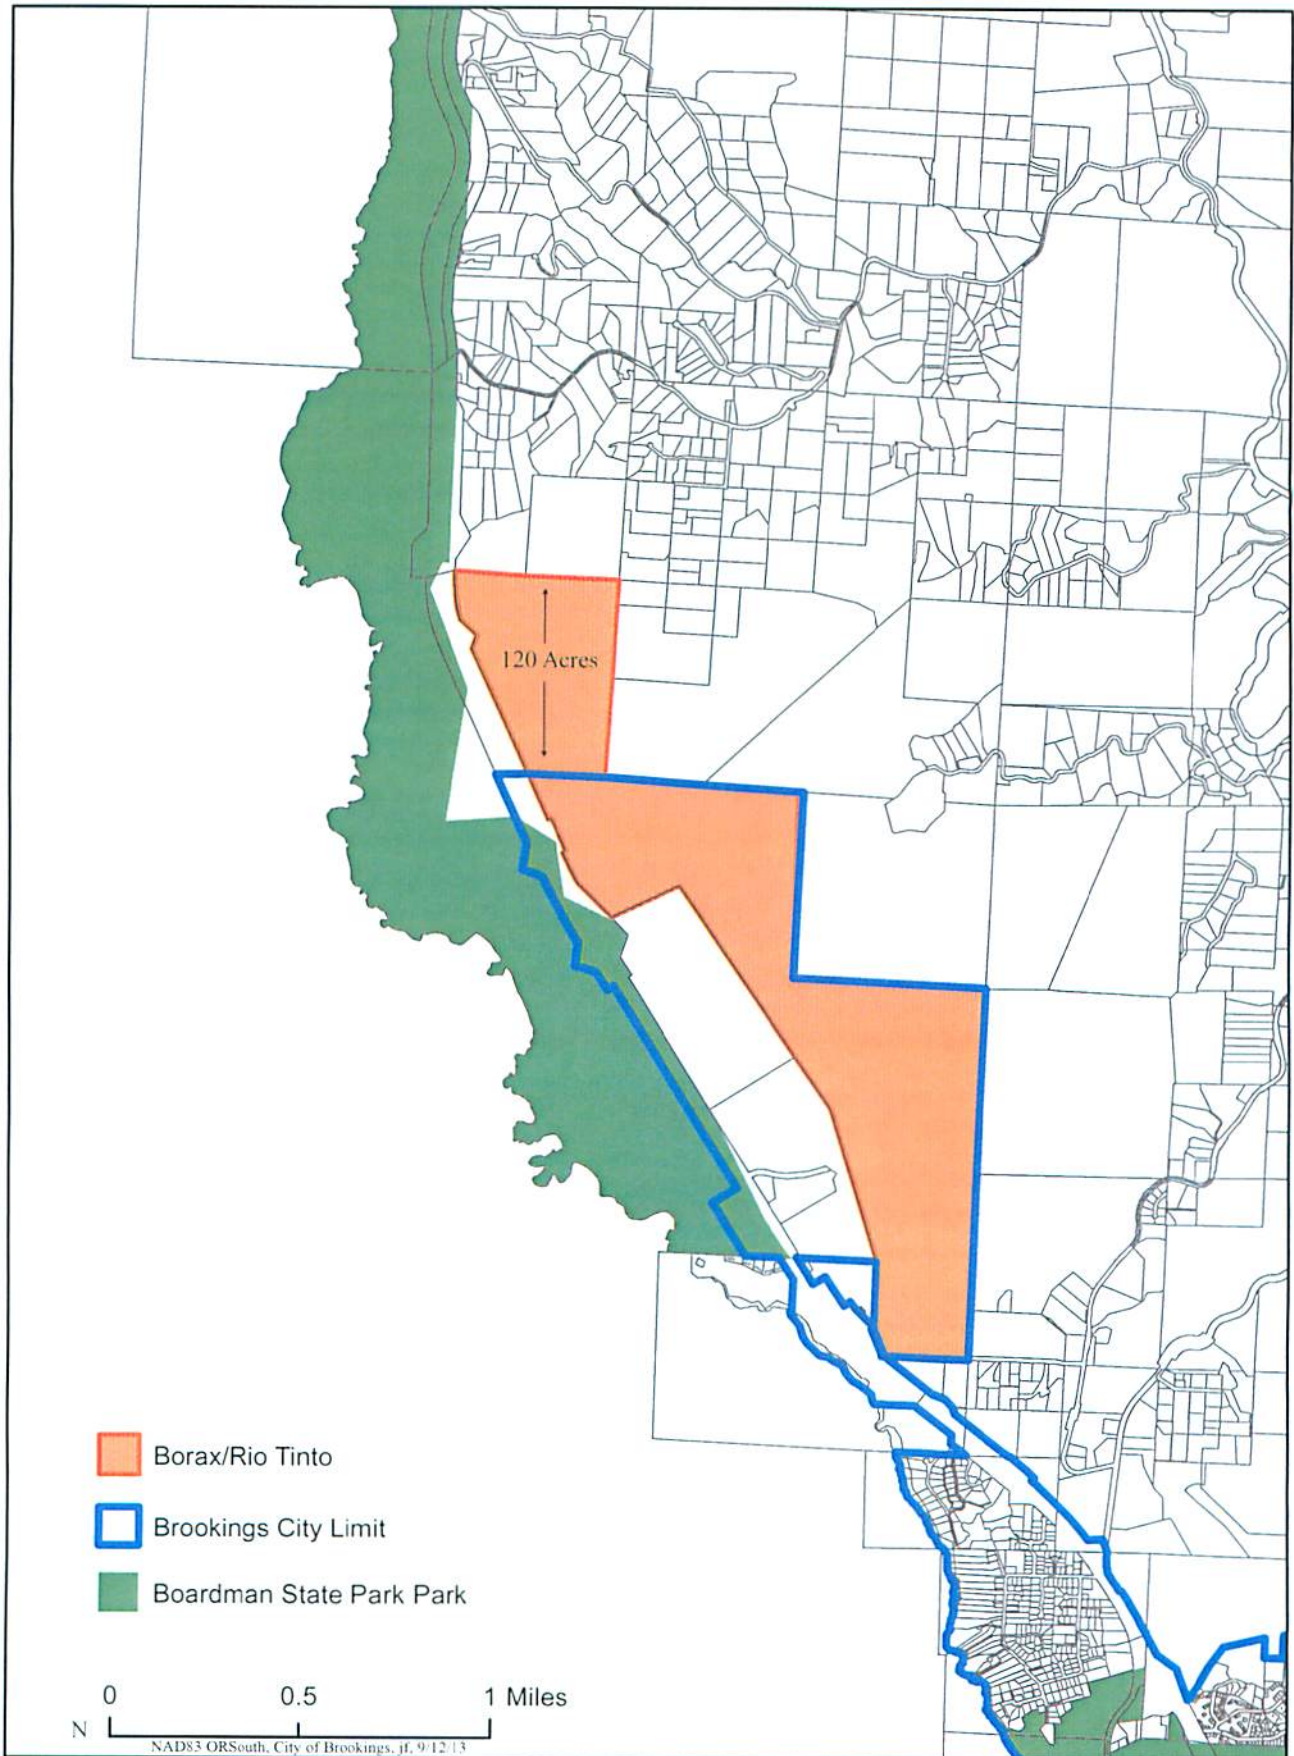 120 Acres
Borax/Rio Tinto
Brookings City Limit
Boardman State Park Park
0 0.5 1 Miles
N
NAD83 ORSouth, City of Brookings, jf, 9/12/13